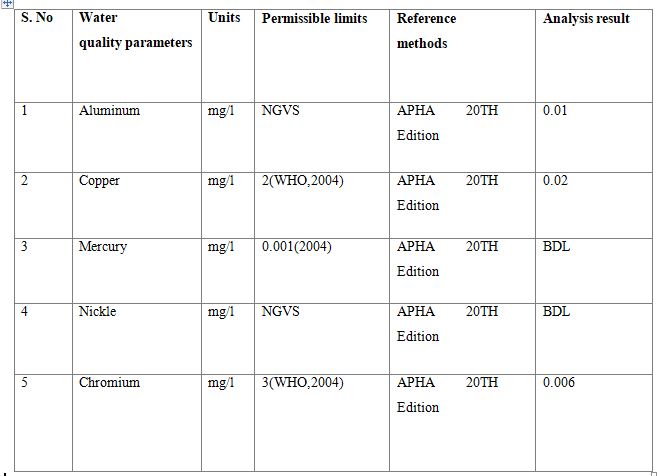 S. No Water quality parameters Units Permissible limits Reference methods Analysis result
1 Aluminum mg/l NGVS APHA 20TH Edition 0.01
2 Copper mg/l 2(WHO,2004) APHA 20TH Edition 0.02
3 Mercury mg/l 0.001(2004) APHA 20TH Edition BDL
4 Nickle mg/l NGVS APHA 20TH Edition BDL
5 Chromium mg/l 3(WHO,2004) APHA 20TH Edition 0.006